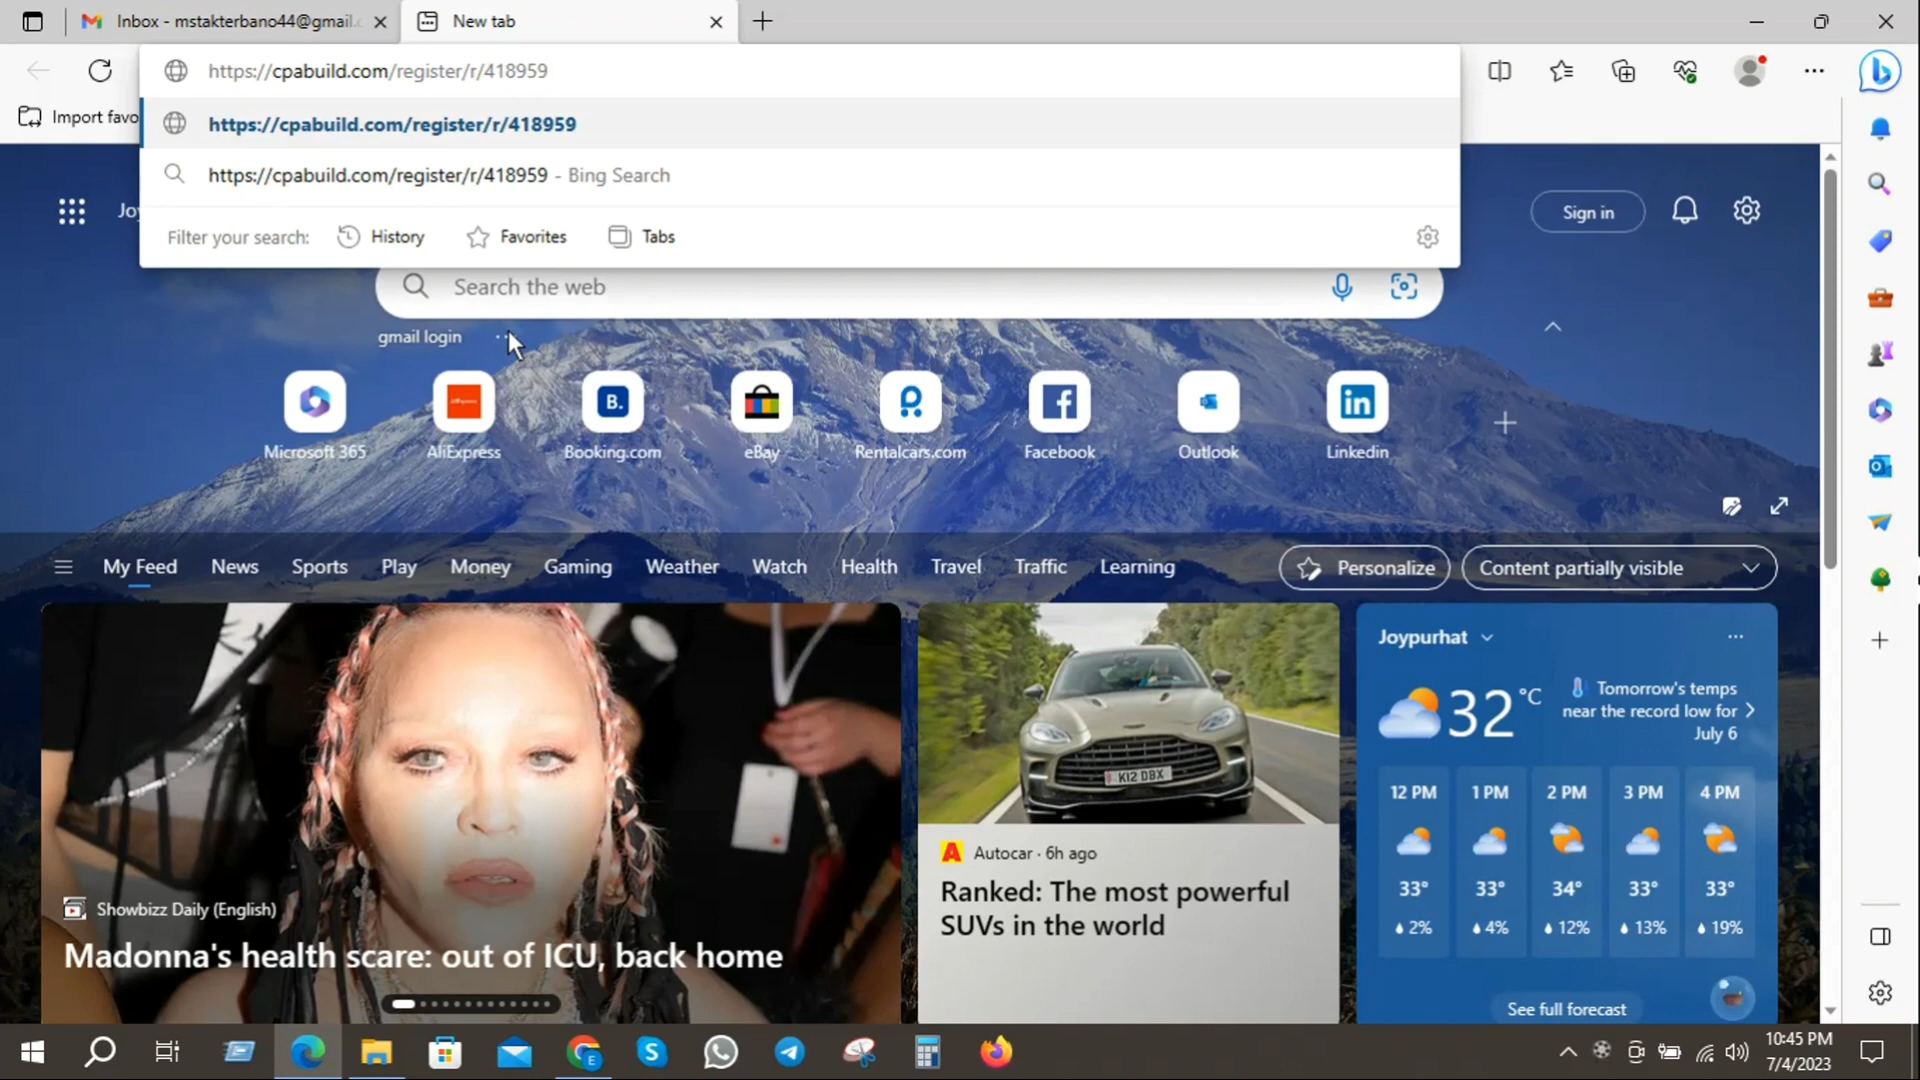 Inbox - mstakterbano44@gmail.c
New tab
https://cpabuild.com/register/r/418959
Import favo
https://cpabuild.com/register/r/418959
https://cpabuild.com/register/r/418959 - Bing Search
Filter your search:
History
Favorites
Tabs
Joy
Sign in
Search the web
gmail login
Microsoft 365
AliExpress
Booking.com
eBay
Rentalcars.com
Facebook
Outlook
Linkedin
My Feed
News
Sports
Play
Money
Gaming
Weather
Watch
Health
Travel
Traffic
Learning
Personalize
Content partially visible
Showbizz Daily (English)
Madonna's health scare: out of ICU, back home
K12 DBX
Autocar · 6h ago
Ranked: The most powerful
SUVs in the world
Joypurhat
32 °C
Tomorrow's temps
near the record low for
July 6
12 PM 1 PM 2 PM 3 PM 4 PM
33° 33° 34° 33° 33°
2% 4% 12% 13% 19%
See full forecast
10:45 PM
7/4/2023